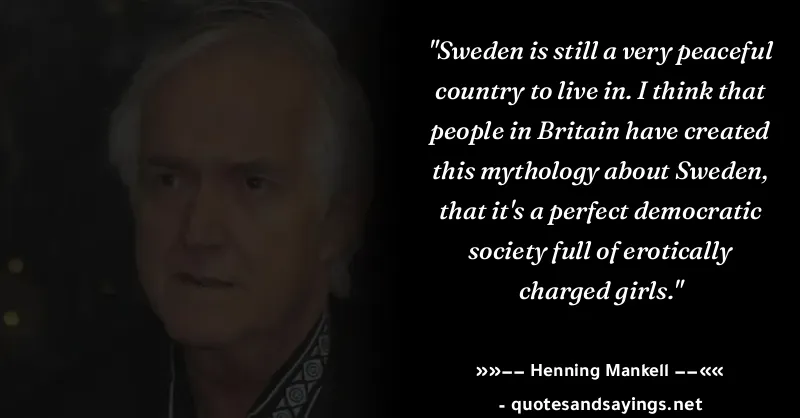 "Sweden is still a very peaceful
country to live in. I think that
people in Britain have created
this mythology about Sweden,
that it's a perfect democratic
society full of erotically
charged girls."
»»−− Henning Mankell −−««
- quotesandsayings.net